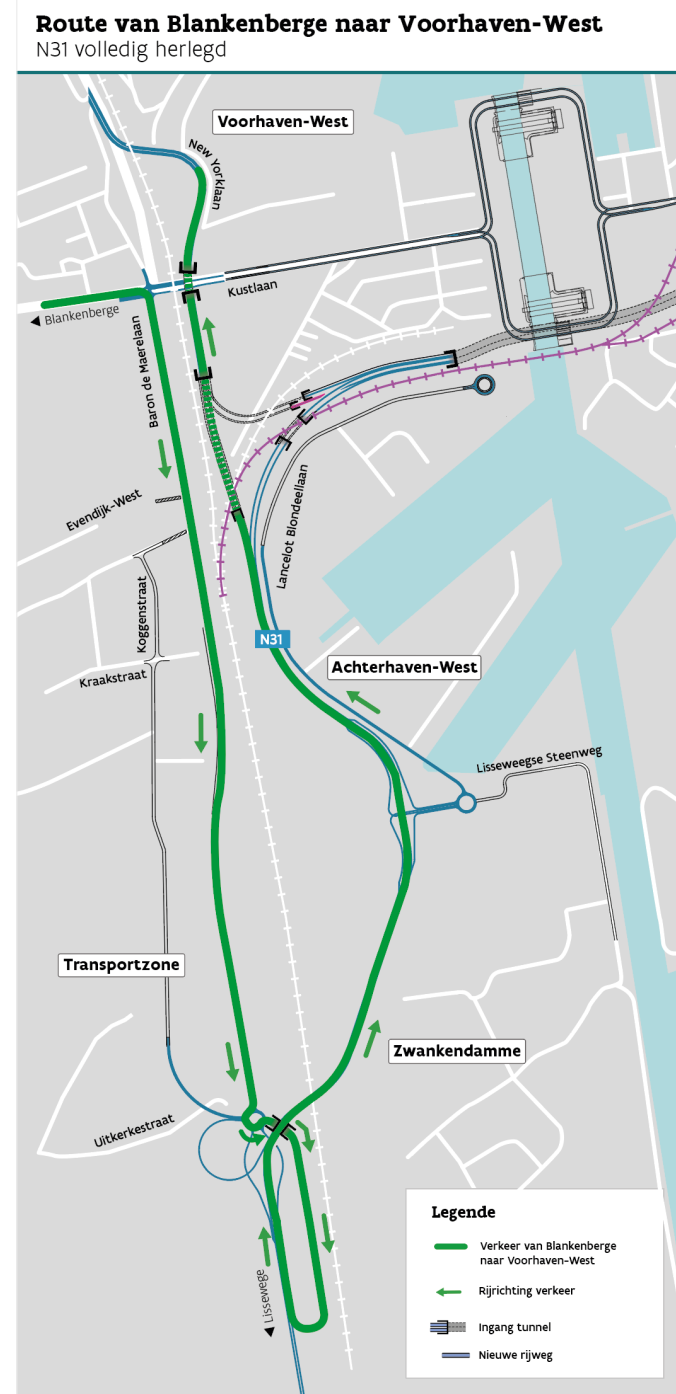 Route van Blankenberge naar Voorhaven-West
N31 volledig herlegd
Voorhaven-West
New Yorklaan
Kustlaan
◀ Blankenberge
Baron de Maerelaan
Evendijk-West
Lancelot Blondeellaan
Koggenstraat
N31
Achterhaven-West
Kraakstraat
Lisseweegse Steenweg
Transportzone
Zwankendamme
Uitkerkestraat
◀ Lissewege
Legende
Verkeer van Blankenberge
naar Voorhaven-West
Rijrichting verkeer
Ingang tunnel
Nieuwe rijweg